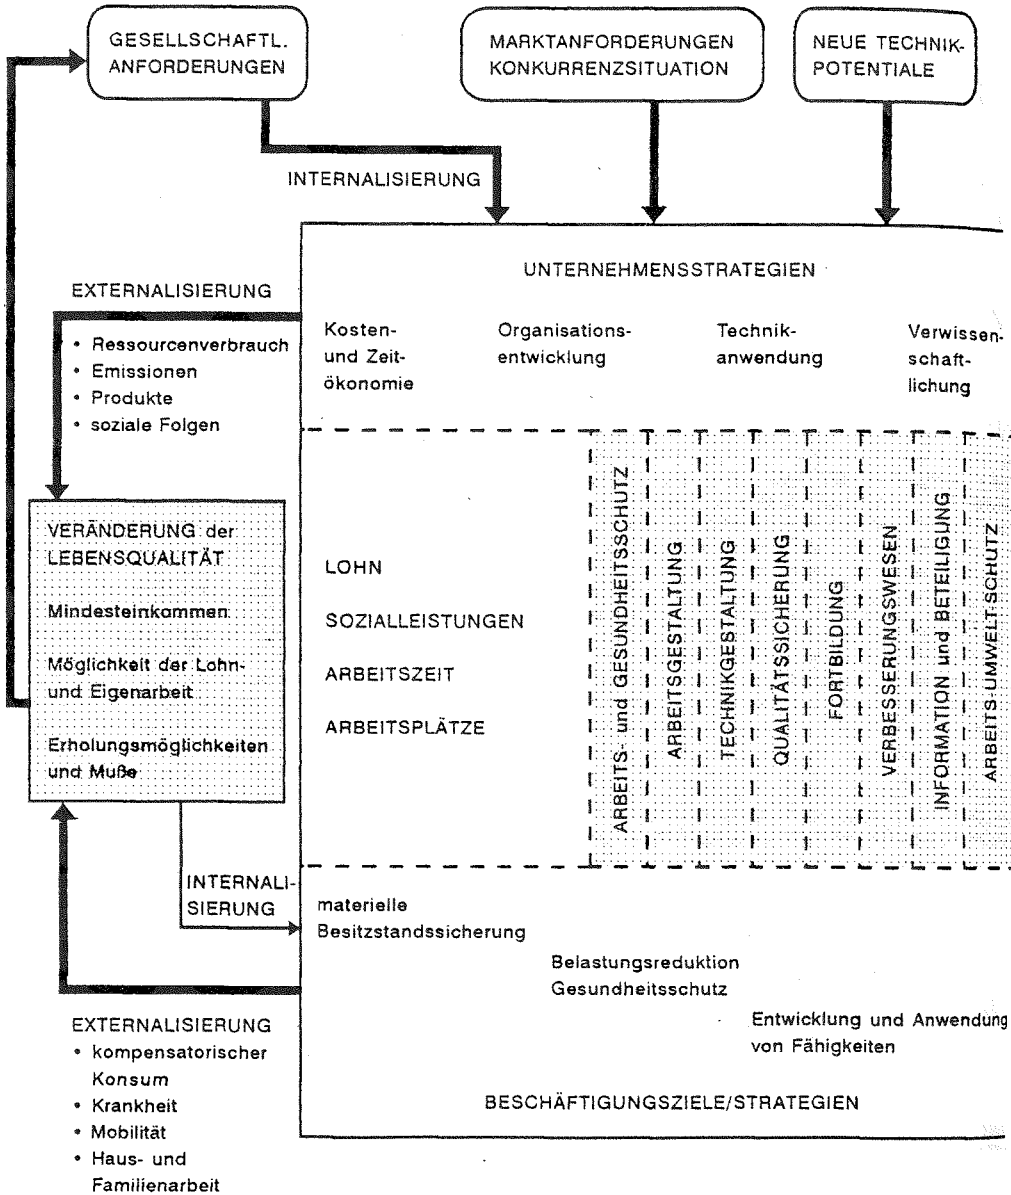 GESELLSCHAFTL.
ANFORDERUNGEN
MARKTANFORDERUNGEN
KONKURRENZSITUATION
NEUE TECHNIK-
POTENTIALE
INTERNALISIERUNG
UNTERNEHMENSSTRATEGIEN
EXTERNALISIERUNG
• Ressourcenverbrauch
• Emissionen
• Produkte
• soziale Folgen
Kosten-
und Zeit-
ökonomie
Organisations-
entwicklung
Technik-
anwendung
Verwissen-
schaft-
lichung
VERÄNDERUNG der
LEBENSQUALITÄT
Mindesteinkommen
Möglichkeit der Lohn-
und Eigenarbeit
Erholungsmöglichkeiten
und Muße
LOHN
SOZIALLEISTUNGEN
ARBEITSZEIT
ARBEITSPLÄTZE
ARBEITS- und GESUNDHEITSSCHUTZ
ARBEITSGESTALTUNG
TECHNIKGESTALTUNG
QUALITÄTSSICHERUNG
FORTBILDUNG
VERBESSERUNGSWESEN
INFORMATION und BETEILIGUNG
ARBEITS-UMWELT-SCHUTZ
INTERNALI-
SIERUNG
materielle
Besitzstandssicherung
Belastungsreduktion
Gesundheitsschutz
Entwicklung und Anwendung
von Fähigkeiten
BESCHÄFTIGUNGSZIELE/STRATEGIEN
EXTERNALISIERUNG
• kompensatorischer
Konsum
• Krankheit
• Mobilität
• Haus- und
Familienarbeit